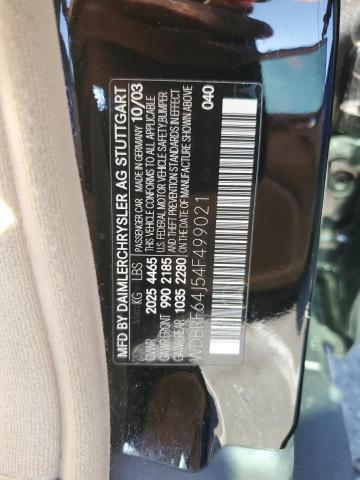 MFD BY DAIMLERCHRYSLER AG STUTTGART
PASSENGER CAR MADE IN GERMANY 10/03
THIS VEHICLE CONFORMS TO ALL APPLICABLE
U.S. FEDERAL MOTOR VEHICLE SAFETY, BUMPER
AND THEFT PREVENTION STANDARDS IN EFFECT
ON THE DATE OF MANUFACTURE SHOWN ABOVE
KG LBS
GVWR 2025 4465
GAWR FRONT 990 2185
GAWR REAR 1035 2280
040
WDBRF64J54F499021